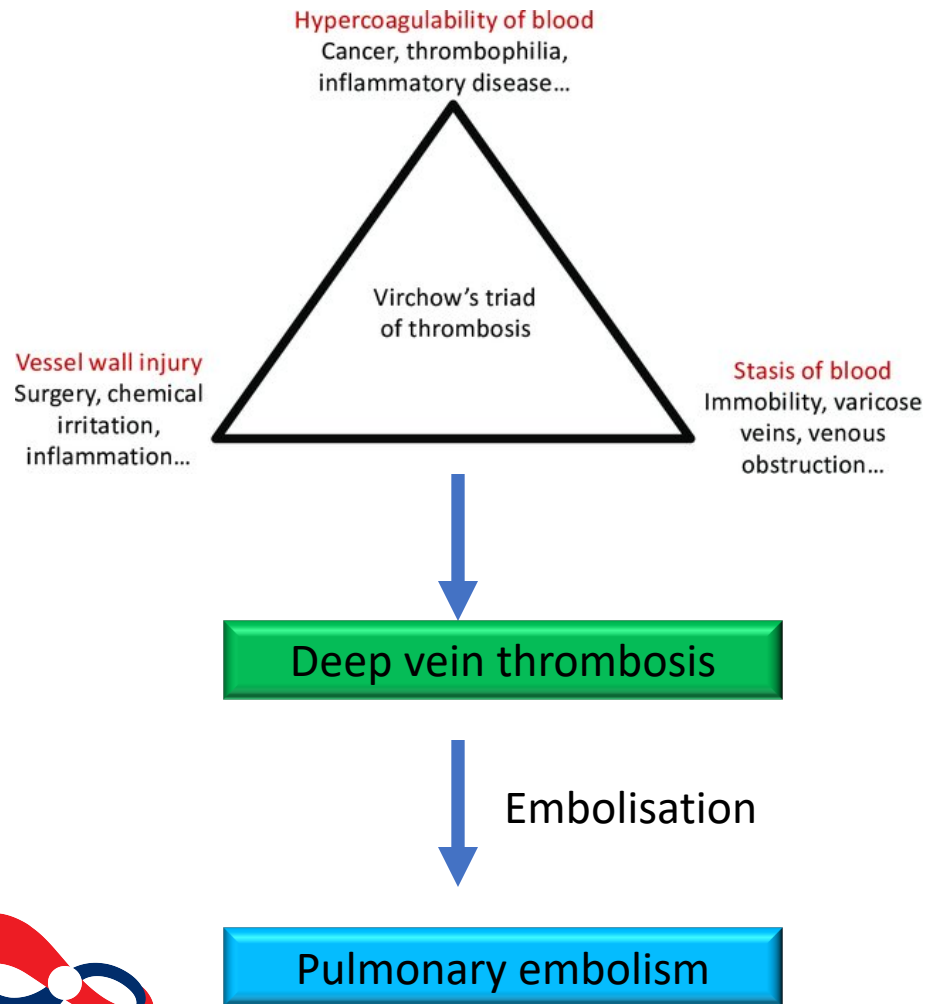 Hypercoagulability of blood
Cancer, thrombophilia,
inflammatory disease…
Virchow’s triad
of thrombosis
Vessel wall injury
Surgery, chemical
irritation,
inflammation…
Stasis of blood
Immobility, varicose
veins, venous
obstruction…
Deep vein thrombosis
Embolisation
Pulmonary embolism